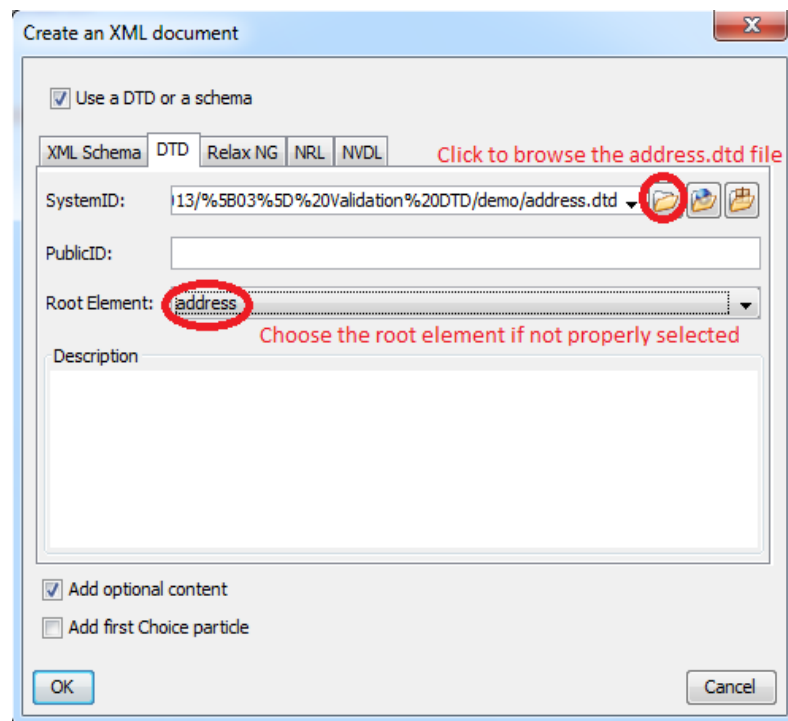 Create an XML document
X
Use a DTD or a schema
XML Schema DTD Relax NG NRL NVDL Click to browse the address.dtd file
SystemID: 13/%5B03%5D%20Validation%20DTD/demo/address.dtd
PublicID:
Root Element: address
Choose the root element if not properly selected
Description
Add optional content
Add first Choice particle
OK Cancel